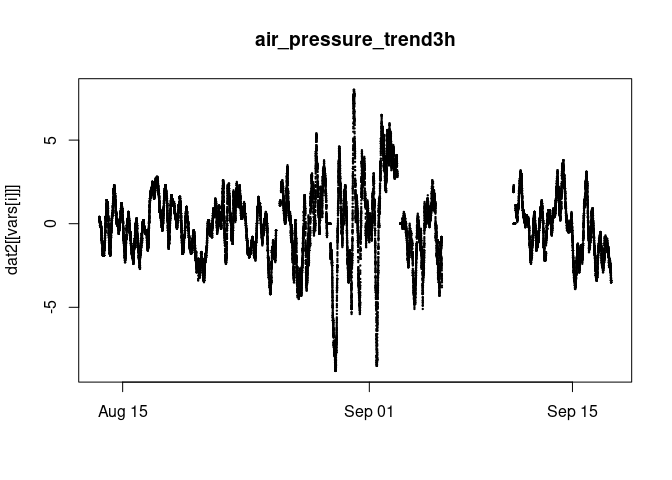 air_pressure_trend3h
dat2[[vars[i]]]
5
0
-5
Aug 15
Sep 01
Sep 15